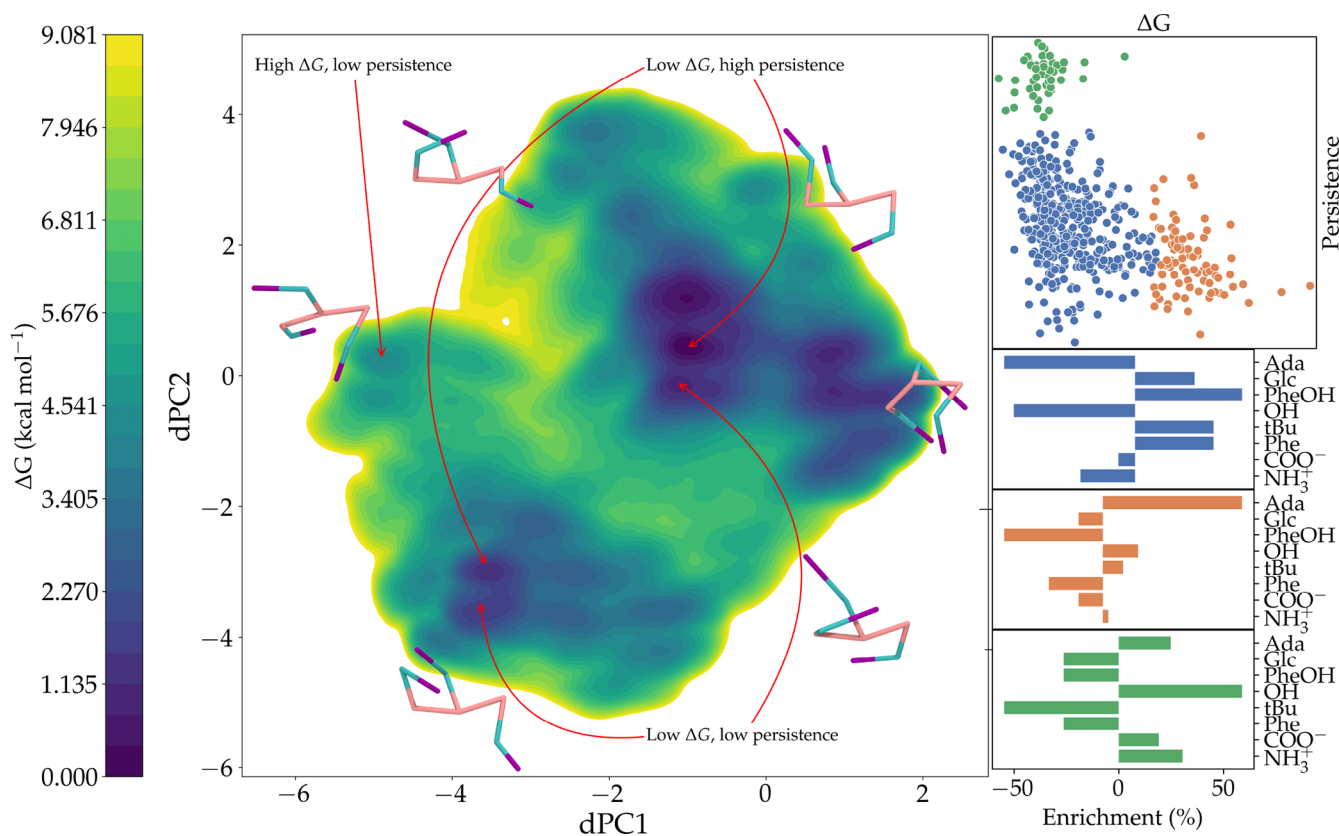 9.081
7.946
6.811
5.676
4.541
3.405
2.270
1.135
0.000
ΔG (kcal mol⁻¹)
High ΔG, low persistence
Low ΔG, high persistence
Low ΔG, low persistence
4
2
0
−2
−4
−6
dPC2
−6
−4
−2
0
2
dPC1
ΔG
Persistence
Ada
Glc
PheOH
OH
tBu
Phe
COO⁻
NH₃⁺
Ada
Glc
PheOH
OH
tBu
Phe
COO⁻
NH₃⁺
Ada
Glc
PheOH
OH
tBu
Phe
COO⁻
NH₃⁺
−50
0
50
Enrichment (%)